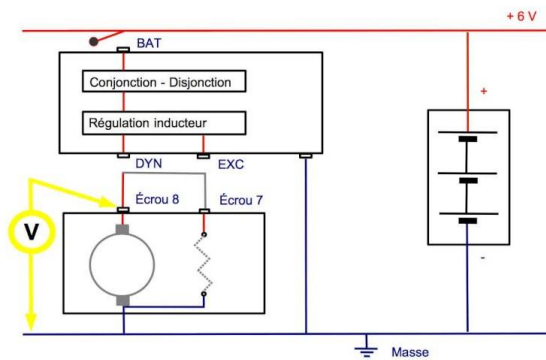 + 6 V
BAT
Conjonction - Disjonction
+
Régulation inducteur
DYN
EXC
Écrou 8
Écrou 7
V
-
Masse